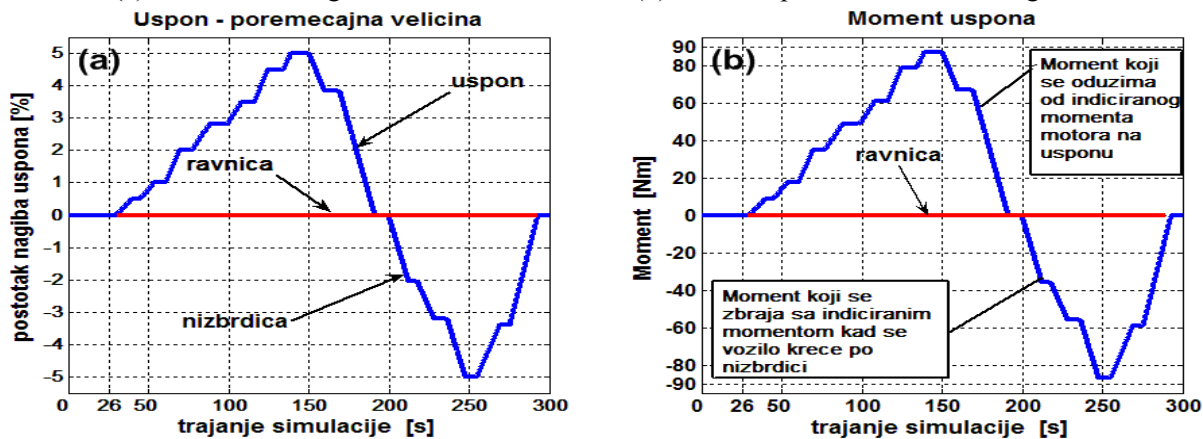 Uspon - poremecajna velicina
(a)
postotak nagiba uspona [%]
5
4
3
2
1
0
-1
-2
-3
-4
-5
uspon
ravnica
nizbrdica
0 26 50 100 150 200 250 300
trajanje simulacije [s]
Moment uspona
(b)
Moment [Nm]
90
80
60
40
20
0
-20
-40
-60
-80
-90
Moment koji
se oduzima
od indiciranog
momenta
motora na
usponu
ravnica
Moment koji se
zbraja sa indiciranim
momentom kad se
vozilo krece po
nizbrdici
0 26 50 100 150 200 250 300
trajanje simulacije [s]